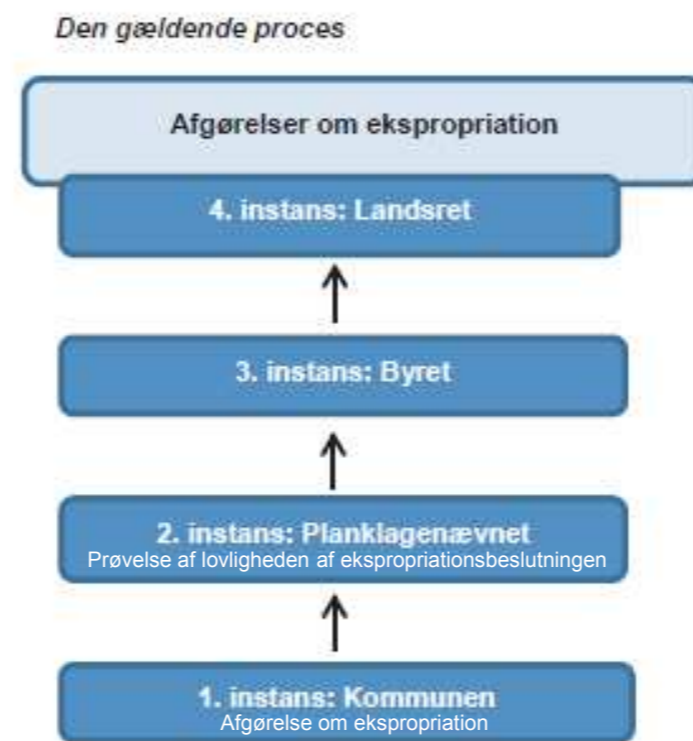 Den gældende proces
Afgørelser om ekspropriation
4. instans: Landsret
3. instans: Byret
2. instans: Planklagenævnet
Prøvelse af lovligheden af ekspropriationsbeslutningen
1. instans: Kommunen
Afgørelse om ekspropriation